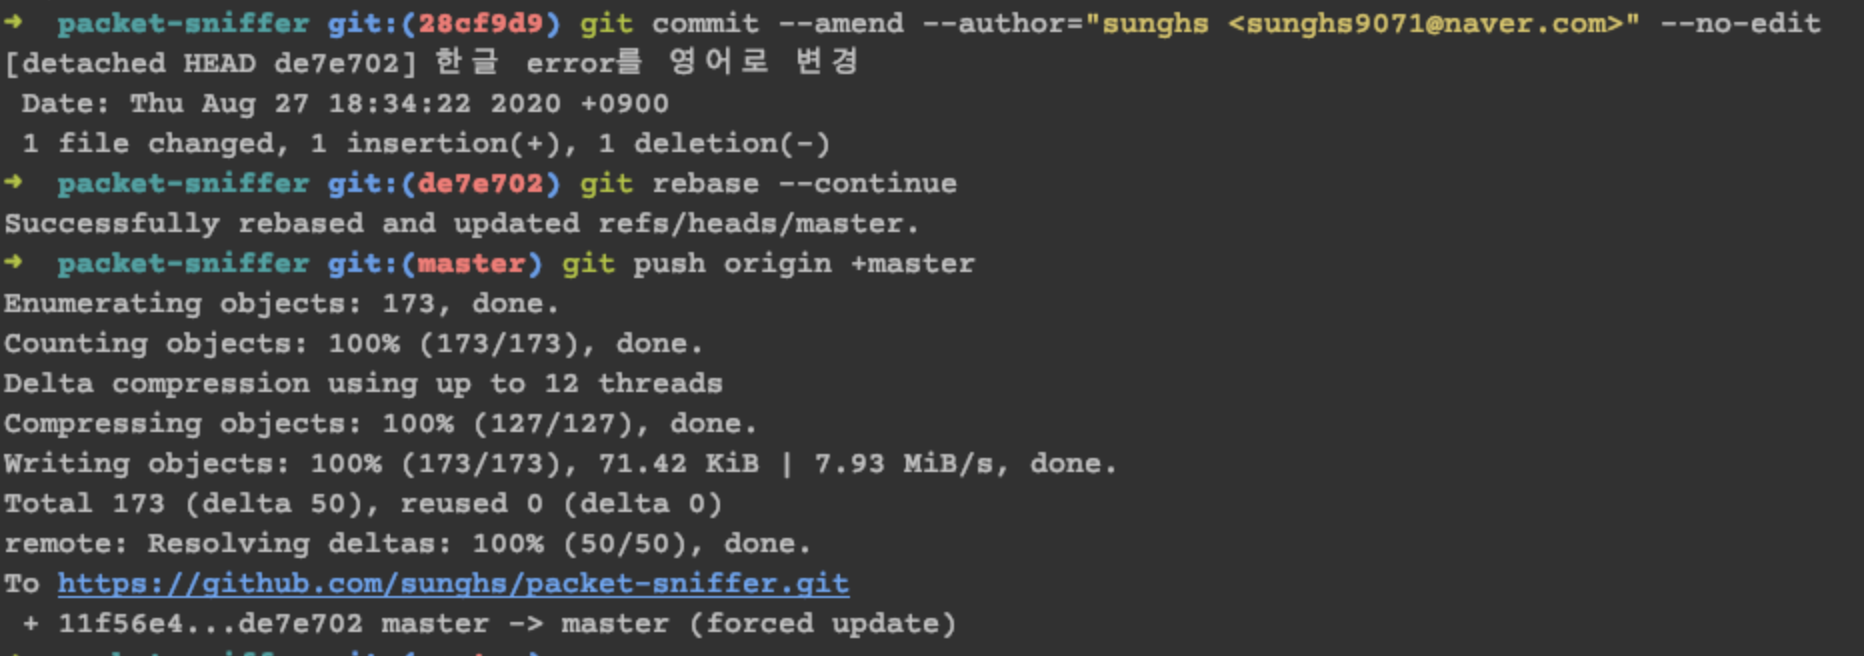 ➜ packet-sniffer git:(28cf9d9) git commit --amend --author="sunghs <sunghs9071@naver.com>" --no-edit
[detached HEAD de7e702] 한글 error를 영어로 변경
 Date: Thu Aug 27 18:34:22 2020 +0900
 1 file changed, 1 insertion(+), 1 deletion(-)
➜ packet-sniffer git:(de7e702) git rebase --continue
Successfully rebased and updated refs/heads/master.
➜ packet-sniffer git:(master) git push origin +master
Enumerating objects: 173, done.
Counting objects: 100% (173/173), done.
Delta compression using up to 12 threads
Compressing objects: 100% (127/127), done.
Writing objects: 100% (173/173), 71.42 KiB | 7.93 MiB/s, done.
Total 173 (delta 50), reused 0 (delta 0)
remote: Resolving deltas: 100% (50/50), done.
To https://github.com/sunghs/packet-sniffer.git
 + 11f56e4...de7e702 master -> master (forced update)